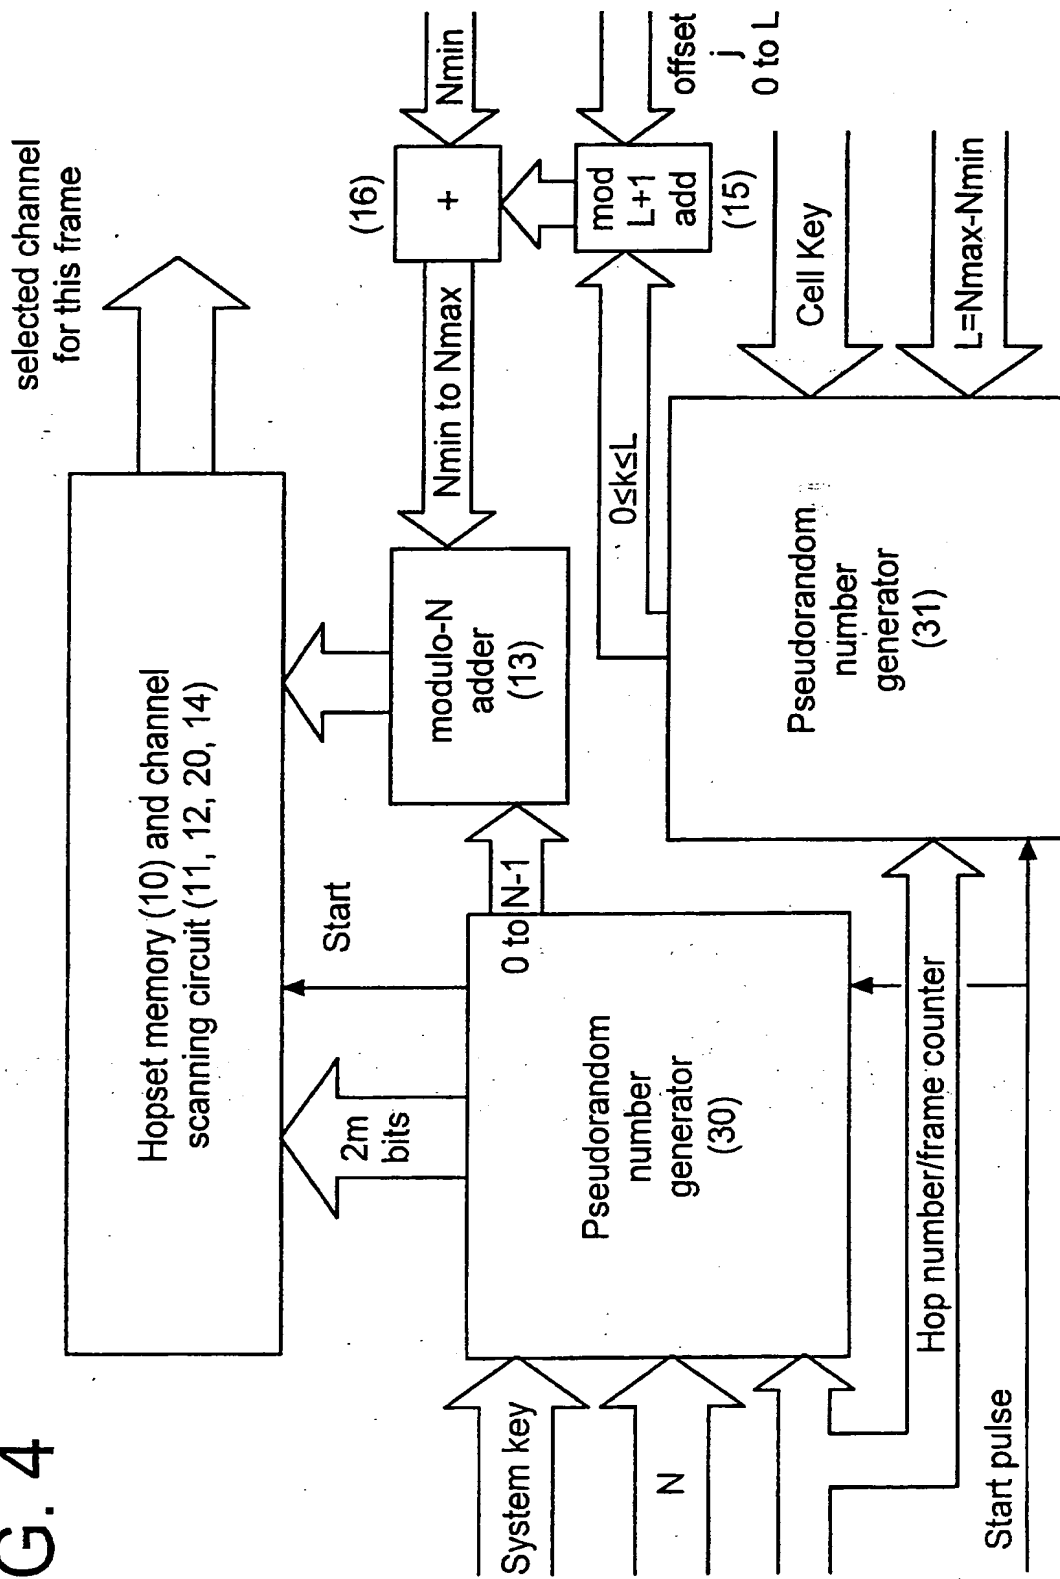 G. 4
selected channel
for this frame
Hopset memory (10) and channel
scanning circuit (11, 12, 20, 14)
2m
bits
Start
modulo-N
adder
(13)
Nmin to Nmax
(16)
+
Nmin
0 to N-1
0≤k≤L
mod
L+1
add
(15)
offset
j
0 to L
System key
N
Pseudorandom
number
generator
(30)
Pseudorandom
number
generator
(31)
Cell Key
L=Nmax-Nmin
Hop number/frame counter
Start pulse